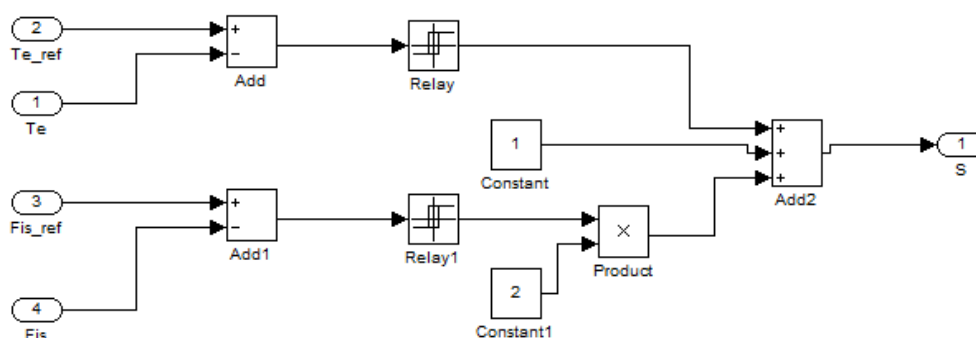 2
Te_ref
+
−
Add
Relay
1
Te
1
Constant
+
+
+
Add2
1
S
3
Fis_ref
+
−
Add1
Relay1
×
Product
2
Constant1
4
Fis